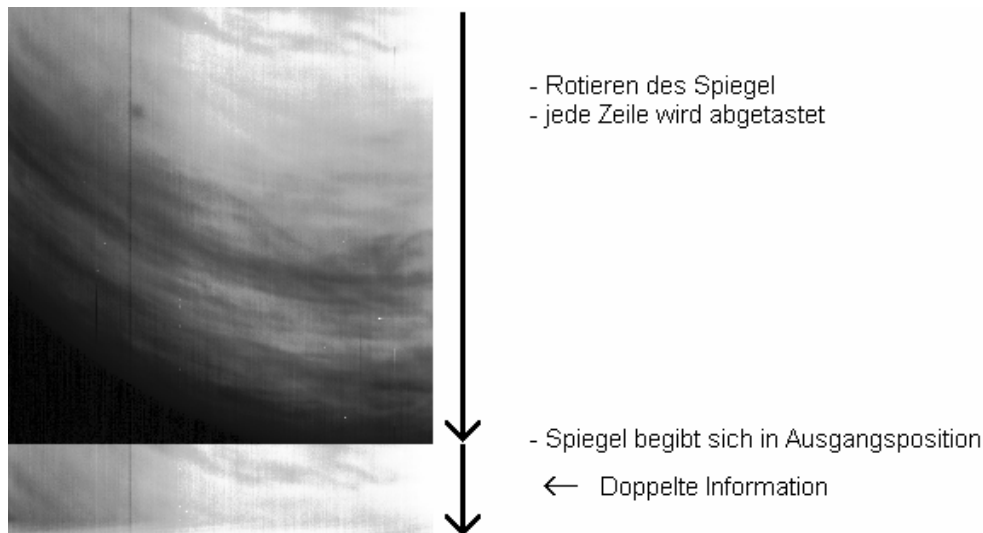 - Rotieren des Spiegel
- jede Zeile wird abgetastet
- Spiegel begibt sich in Ausgangsposition
← Doppelte Information